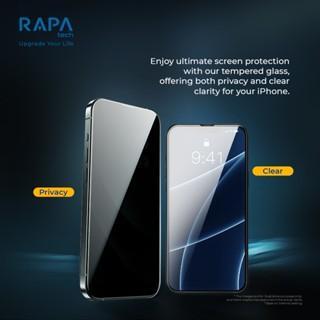 RAPA
tech
Upgrade Your Life
Enjoy ultimate screen protection
with our tempered glass,
offering both privacy and clear
clarity for your iPhone.
9:41
Clear
Privacy